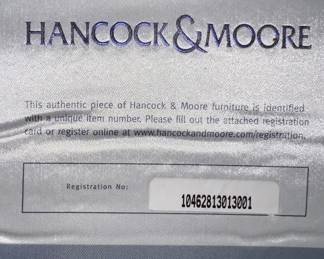 HANCOCK & MOORE
This authentic piece of Hancock & Moore furniture is identified
with a unique item number. Please fill out the attached registration
card or register online at www.hancockandmoore.com/registration.
Registration No:
10462813013001